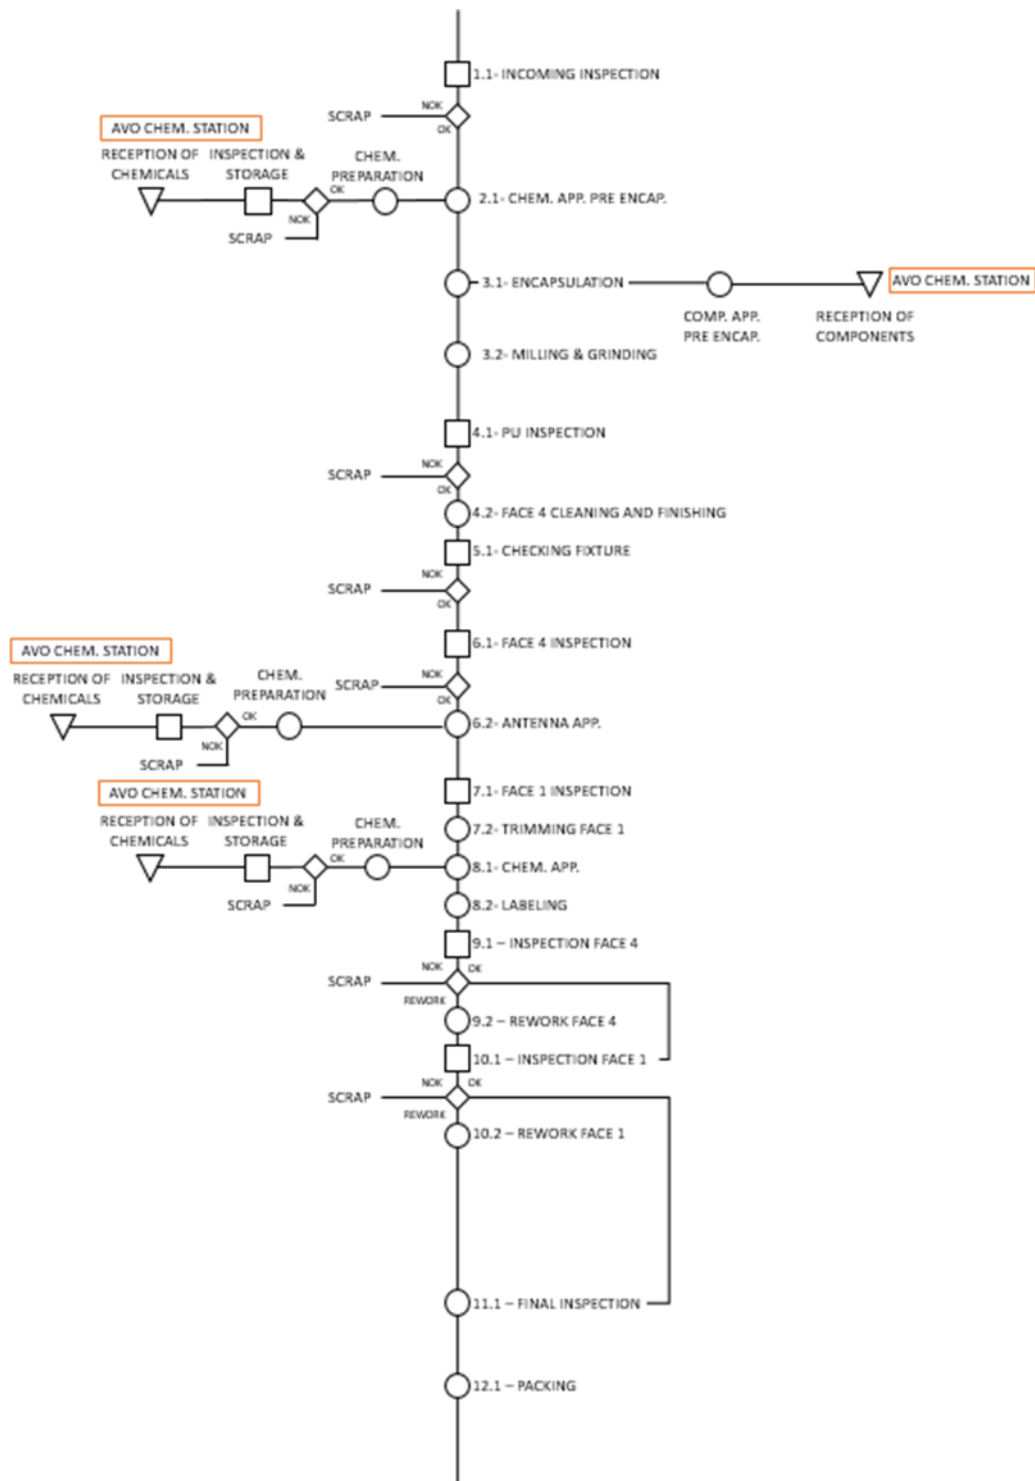 1.1- INCOMING INSPECTION
NOK
SCRAP
OK
AVO CHEM. STATION
RECEPTION OF CHEMICALS
INSPECTION & STORAGE
CHEM. PREPARATION
OK
NOK
SCRAP
2.1- CHEM. APP. PRE ENCAP.
3.1- ENCAPSULATION
AVO CHEM. STATION
COMP. APP. PRE ENCAP.
RECEPTION OF COMPONENTS
3.2- MILLING & GRINDING
4.1- PU INSPECTION
NOK
SCRAP
OK
4.2- FACE 4 CLEANING AND FINISHING
5.1- CHECKING FIXTURE
NOK
SCRAP
OK
6.1- FACE 4 INSPECTION
NOK
SCRAP
OK
AVO CHEM. STATION
RECEPTION OF CHEMICALS
INSPECTION & STORAGE
CHEM. PREPARATION
OK
NOK
SCRAP
6.2- ANTENNA APP.
7.1- FACE 1 INSPECTION
7.2- TRIMMING FACE 1
AVO CHEM. STATION
RECEPTION OF CHEMICALS
INSPECTION & STORAGE
CHEM. PREPARATION
OK
NOK
SCRAP
8.1- CHEM. APP.
8.2- LABELING
9.1 – INSPECTION FACE 4
NOK
OK
SCRAP
REWORK
9.2 – REWORK FACE 4
10.1 – INSPECTION FACE 1
NOK
OK
SCRAP
REWORK
10.2 – REWORK FACE 1
11.1 – FINAL INSPECTION
12.1 – PACKING